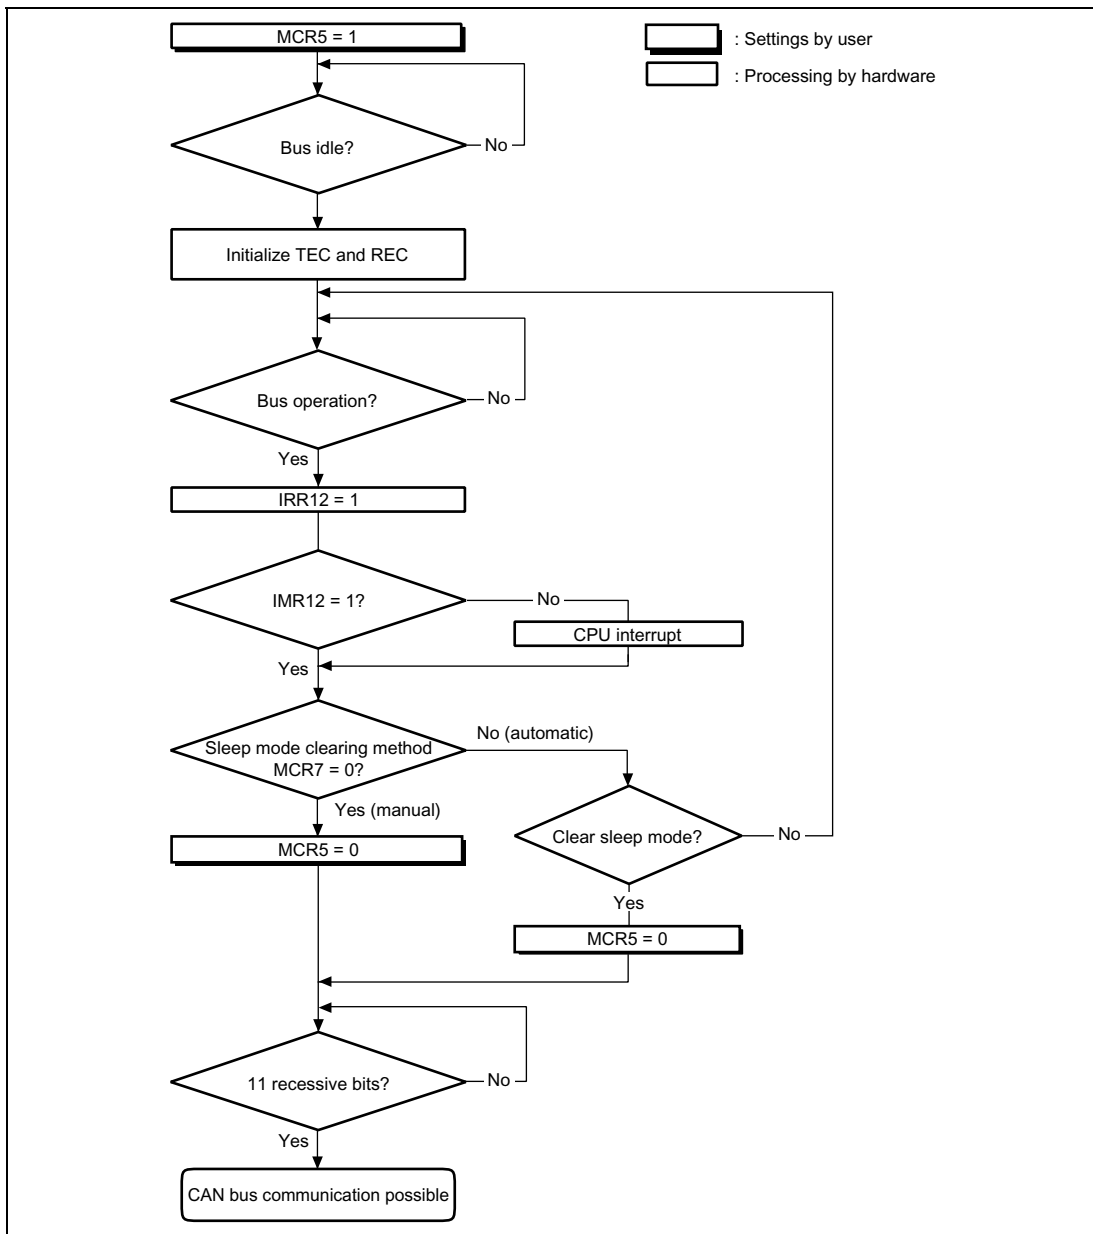 MCR5 = 1
: Settings by user
: Processing by hardware
Bus idle?
No
Initialize TEC and REC
Bus operation?
No
Yes
IRR12 = 1
IMR12 = 1?
No
CPU interrupt
Yes
Sleep mode clearing method
MCR7 = 0?
No (automatic)
Yes (manual)
Clear sleep mode?
No
MCR5 = 0
Yes
MCR5 = 0
11 recessive bits?
No
Yes
CAN bus communication possible